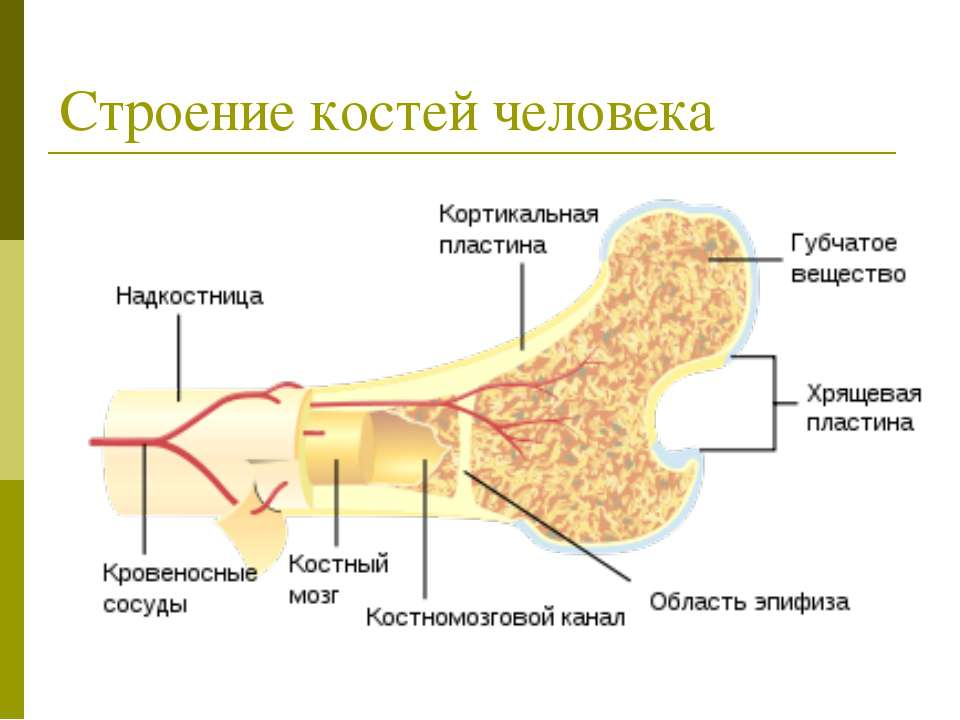 Строение костей человека
Кортикальная
пластина
Губчатое
вещество
Надкостница
Хрящевая
пластина
Кровеносные
сосуды
Костный
мозг
Костномозговой канал
Область эпифиза